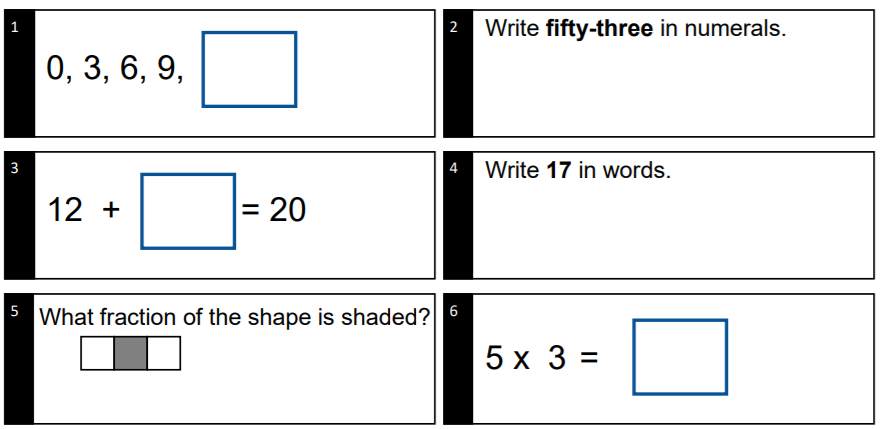 1
0, 3, 6, 9,
2
Write fifty-three in numerals.
3
12 + = 20
4
Write 17 in words.
5
What fraction of the shape is shaded?
6
5 x 3 =